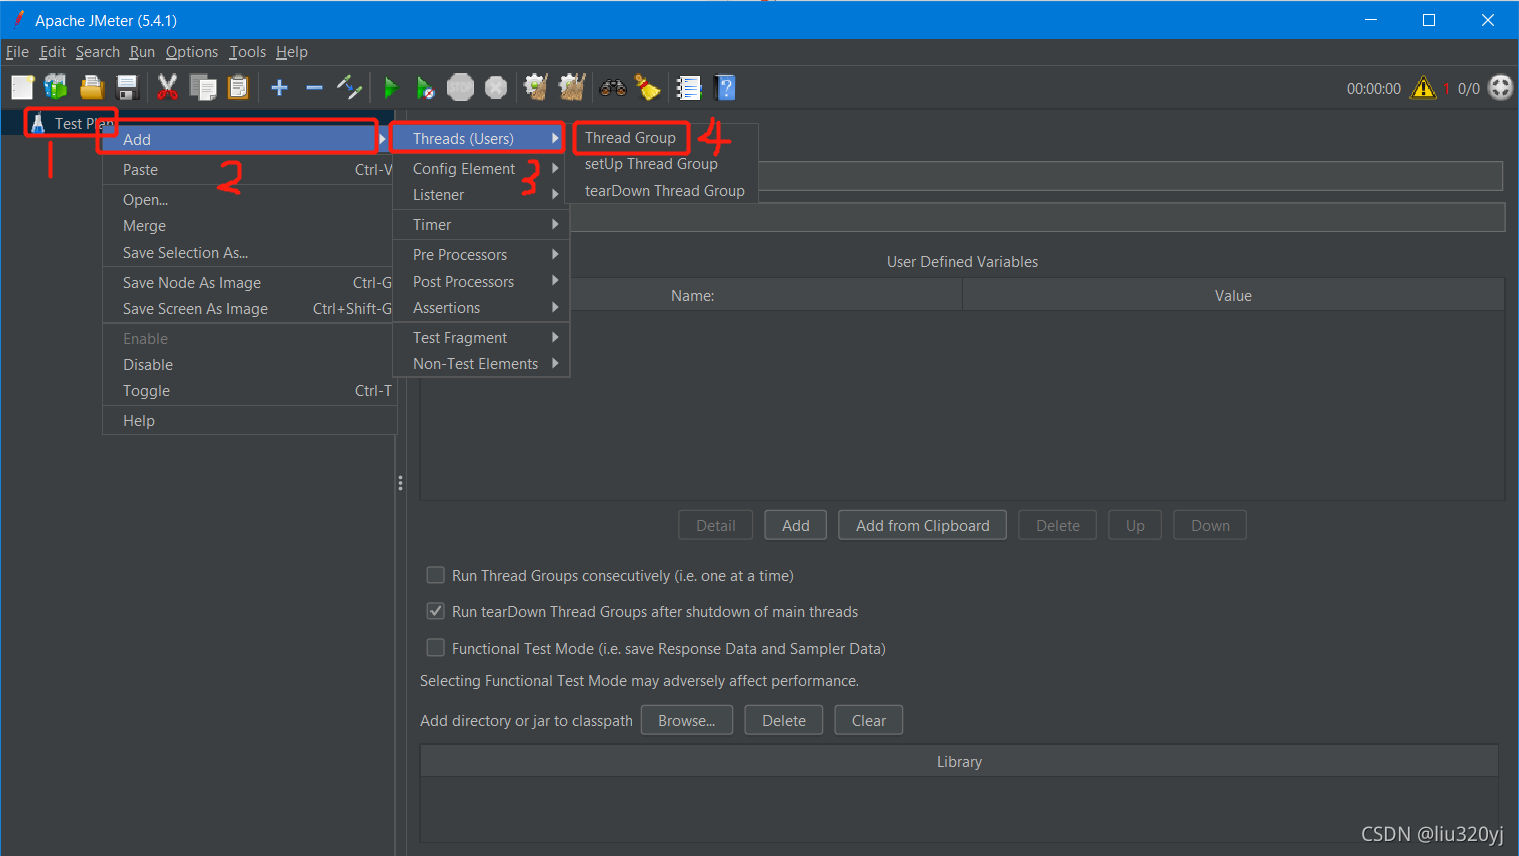 Apache JMeter (5.4.1)
File Edit Search Run Options Tools Help
STOP
00:00:00 1 0/0
Test Plan
1
Add
2
Paste Ctrl-V
Open...
Merge
Save Selection As...
Save Node As Image Ctrl-G
Save Screen As Image Ctrl+Shift-G
Enable
Disable
Toggle Ctrl-T
Help
Threads (Users)
3
Config Element
Listener
Timer
Pre Processors
Post Processors
Assertions
Test Fragment
Non-Test Elements
Thread Group
4
setUp Thread Group
tearDown Thread Group
User Defined Variables
Name: Value
Detail Add Add from Clipboard Delete Up Down
Run Thread Groups consecutively (i.e. one at a time)
Run tearDown Thread Groups after shutdown of main threads
Functional Test Mode (i.e. save Response Data and Sampler Data)
Selecting Functional Test Mode may adversely affect performance.
Add directory or jar to classpath Browse... Delete Clear
Library
CSDN @liu320yj